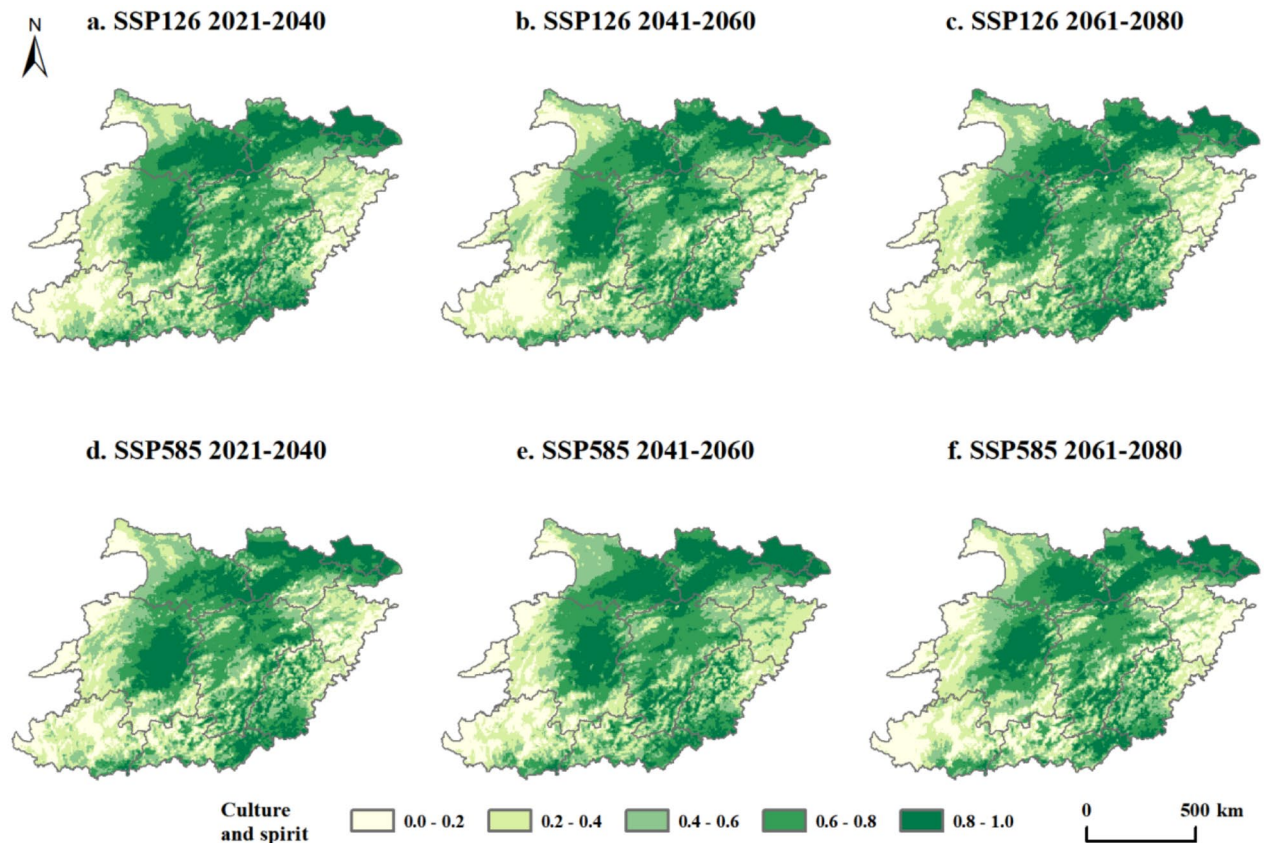 N
a. SSP126 2021-2040
b. SSP126 2041-2060
c. SSP126 2061-2080
d. SSP585 2021-2040
e. SSP585 2041-2060
f. SSP585 2061-2080
Culture
and spirit
0.0 - 0.2
0.2 - 0.4
0.4 - 0.6
0.6 - 0.8
0.8 - 1.0
0 500 km